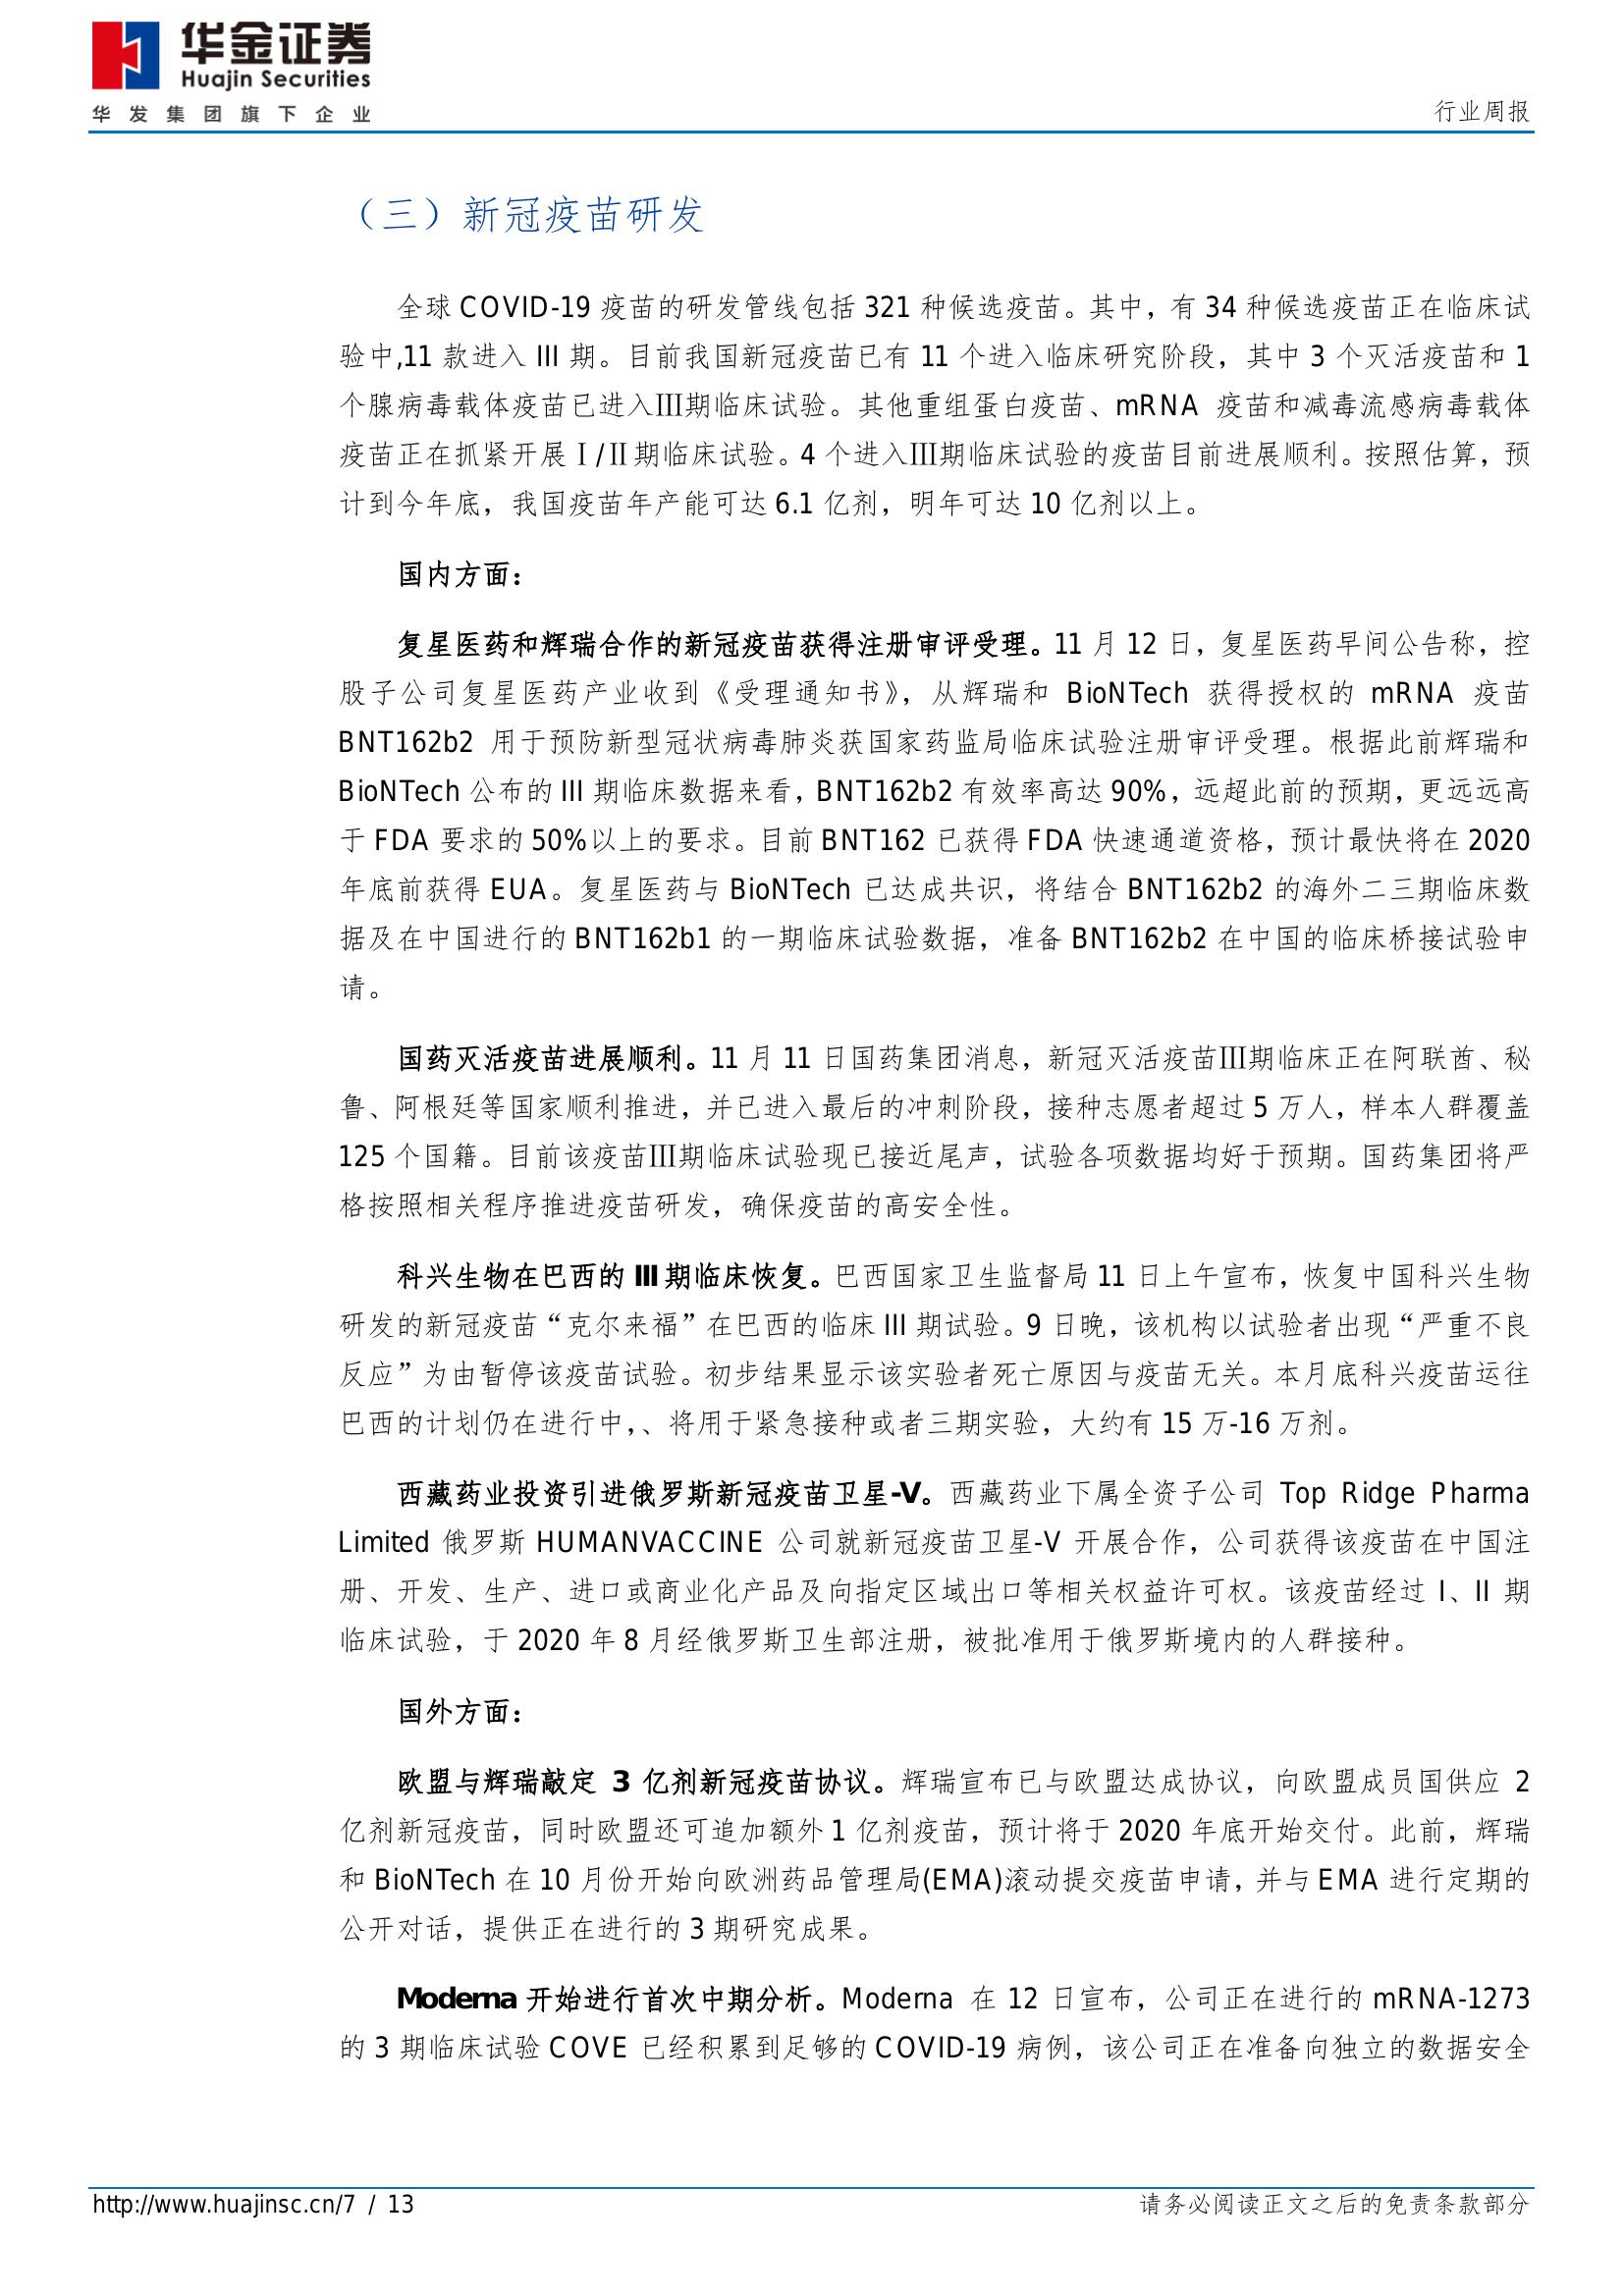 华金证券
Huajin Securities
华发集团旗下企业
行业周报
（三）新冠疫苗研发
全球 COVID-19 疫苗的研发管线包括 321 种候选疫苗。其中，有 34 种候选疫苗正在临床试
验中,11 款进入 III 期。目前我国新冠疫苗已有 11 个进入临床研究阶段，其中 3 个灭活疫苗和 1
个腺病毒载体疫苗已进入Ⅲ期临床试验。其他重组蛋白疫苗、mRNA 疫苗和减毒流感病毒载体
疫苗正在抓紧开展Ⅰ/Ⅱ期临床试验。4 个进入Ⅲ期临床试验的疫苗目前进展顺利。按照估算，预
计到今年底，我国疫苗年产能可达 6.1 亿剂，明年可达 10 亿剂以上。
国内方面：
复星医药和辉瑞合作的新冠疫苗获得注册审评受理。11 月 12 日，复星医药早间公告称，控
股子公司复星医药产业收到《受理通知书》，从辉瑞和 BioNTech 获得授权的 mRNA 疫苗
BNT162b2 用于预防新型冠状病毒肺炎获国家药监局临床试验注册审评受理。根据此前辉瑞和
BioNTech 公布的 III 期临床数据来看，BNT162b2 有效率高达 90%，远超此前的预期，更远远高
于 FDA 要求的 50%以上的要求。目前 BNT162 已获得 FDA 快速通道资格，预计最快将在 2020
年底前获得 EUA。复星医药与 BioNTech 已达成共识，将结合 BNT162b2 的海外二三期临床数
据及在中国进行的 BNT162b1 的一期临床试验数据，准备 BNT162b2 在中国的临床桥接试验申
请。
国药灭活疫苗进展顺利。11 月 11 日国药集团消息，新冠灭活疫苗Ⅲ期临床正在阿联酋、秘
鲁、阿根廷等国家顺利推进，并已进入最后的冲刺阶段，接种志愿者超过 5 万人，样本人群覆盖
125 个国籍。目前该疫苗Ⅲ期临床试验现已接近尾声，试验各项数据均好于预期。国药集团将严
格按照相关程序推进疫苗研发，确保疫苗的高安全性。
科兴生物在巴西的 III 期临床恢复。巴西国家卫生监督局 11 日上午宣布，恢复中国科兴生物
研发的新冠疫苗“克尔来福”在巴西的临床 III 期试验。9 日晚，该机构以试验者出现“严重不良
反应”为由暂停该疫苗试验。初步结果显示该实验者死亡原因与疫苗无关。本月底科兴疫苗运往
巴西的计划仍在进行中，、将用于紧急接种或者三期实验，大约有 15 万-16 万剂。
西藏药业投资引进俄罗斯新冠疫苗卫星-V。西藏药业下属全资子公司 Top Ridge Pharma
Limited 俄罗斯 HUMANVACCINE 公司就新冠疫苗卫星-V 开展合作，公司获得该疫苗在中国注
册、开发、生产、进口或商业化产品及向指定区域出口等相关权益许可权。该疫苗经过 I、II 期
临床试验，于 2020 年 8 月经俄罗斯卫生部注册，被批准用于俄罗斯境内的人群接种。
国外方面：
欧盟与辉瑞敲定 3 亿剂新冠疫苗协议。辉瑞宣布已与欧盟达成协议，向欧盟成员国供应 2
亿剂新冠疫苗，同时欧盟还可追加额外 1 亿剂疫苗，预计将于 2020 年底开始交付。此前，辉瑞
和 BioNTech 在 10 月份开始向欧洲药品管理局(EMA)滚动提交疫苗申请，并与 EMA 进行定期的
公开对话，提供正在进行的 3 期研究成果。
Moderna 开始进行首次中期分析。Moderna 在 12 日宣布，公司正在进行的 mRNA-1273
的 3 期临床试验 COVE 已经积累到足够的 COVID-19 病例，该公司正在准备向独立的数据安全
http://www.huajinsc.cn/7 / 13
请务必阅读正文之后的免责条款部分